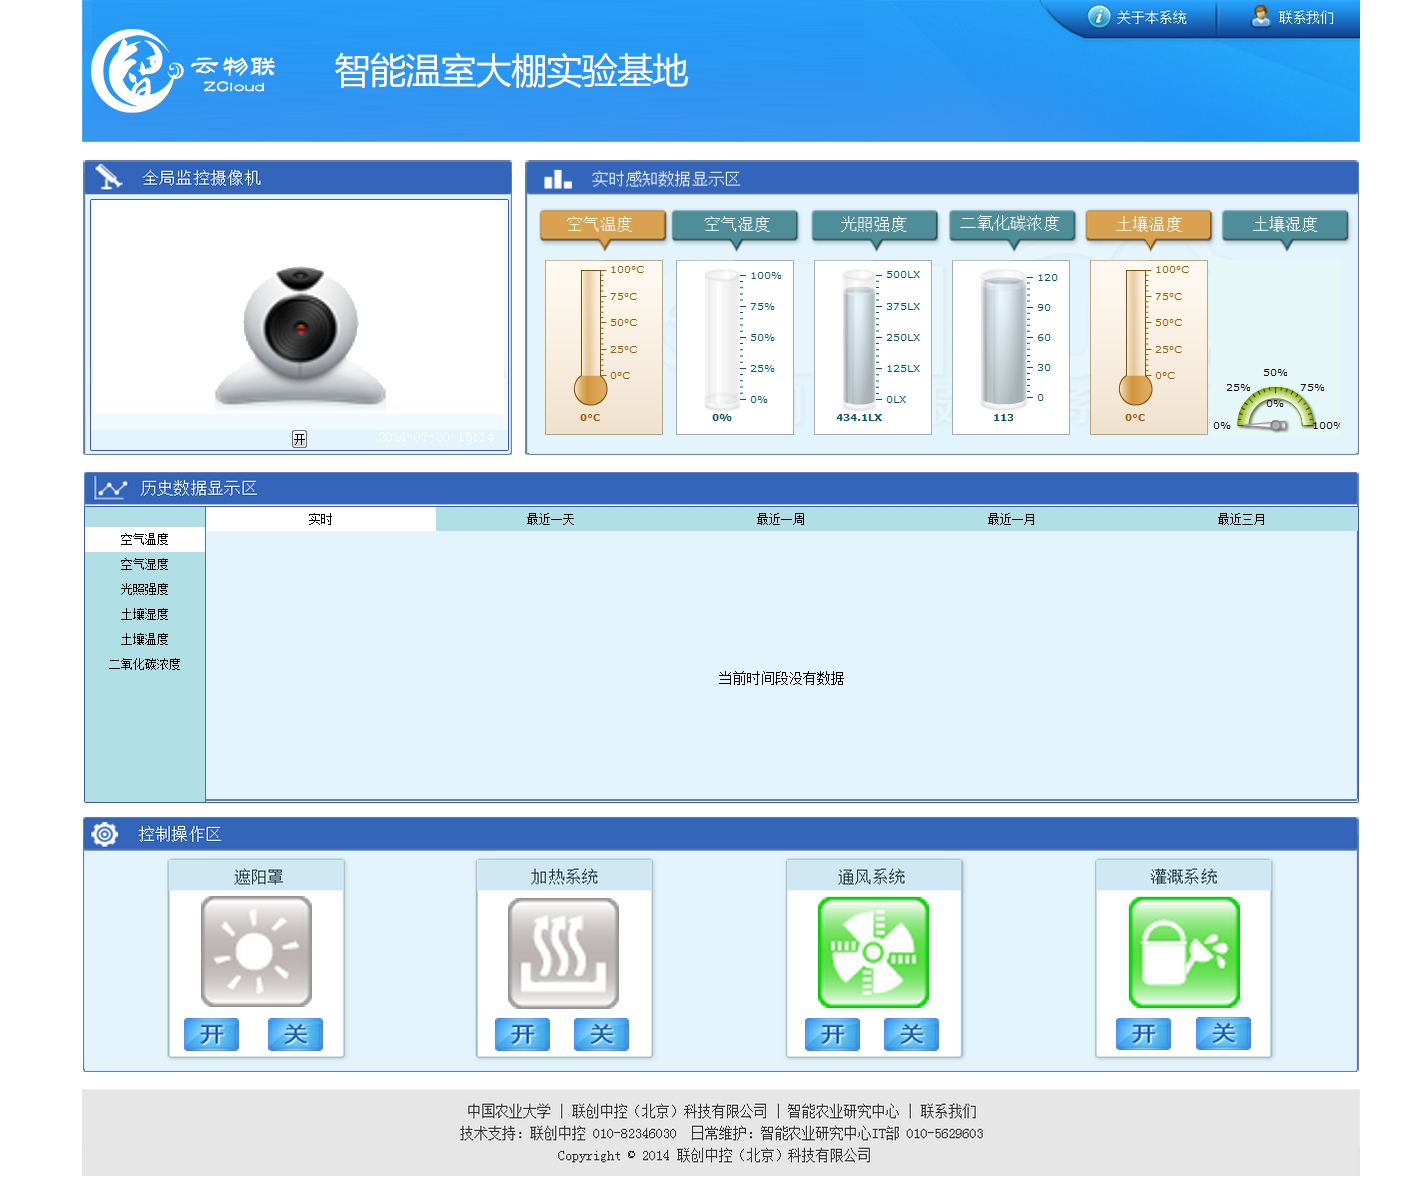 关于本系统
联系我们
智
云物联
ZCloud
智能温室大棚实验基地
全局监控摄像机
开
2014-07-30 15:14
实时感知数据显示区
空气温度
空气湿度
光照强度
二氧化碳浓度
土壤温度
土壤湿度
100°C
75°C
50°C
25°C
0°C
0°C
100%
75%
50%
25%
0%
0%
500LX
375LX
250LX
125LX
0LX
434.1LX
120
90
60
30
0
113
100°C
75°C
50°C
25°C
0°C
0°C
50%
25%
75%
0%
0%
100%
历史数据显示区
实时
最近一天
最近一周
最近一月
最近三月
空气温度
空气湿度
光照强度
土壤湿度
土壤温度
二氧化碳浓度
当前时间段没有数据
控制操作区
遮阳罩
加热系统
通风系统
灌溉系统
开 关
开 关
开 关
开 关
中国农业大学 | 联创中控（北京）科技有限公司 | 智能农业研究中心 | 联系我们
技术支持：联创中控 010-82346030 日常维护：智能农业研究中心IT部 010-5629603
Copyright © 2014 联创中控（北京）科技有限公司